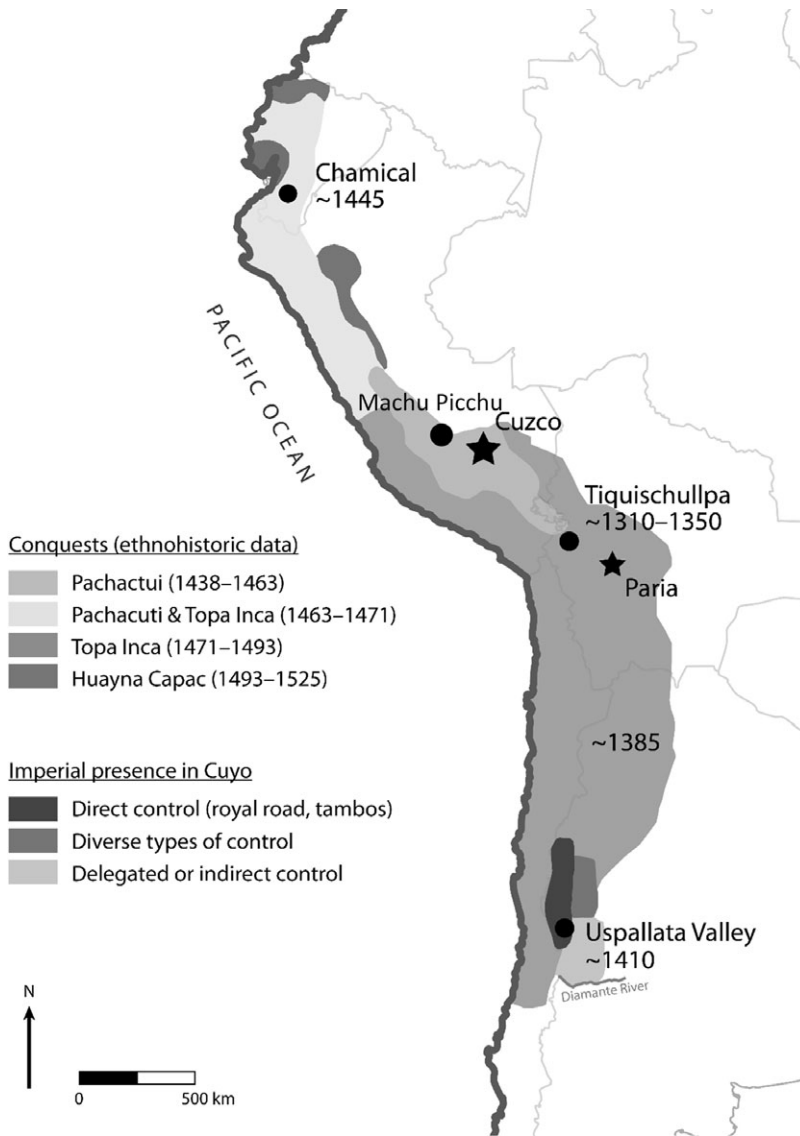 Chamical
~1445
PACIFIC OCEAN
Machu Picchu
Cuzco
Tiquischullpa
~1310–1350
Paria
Conquests (ethnohistoric data)
Pachactui (1438–1463)
Pachacuti & Topa Inca (1463–1471)
Topa Inca (1471–1493)
Huayna Capac (1493–1525)
~1385
Imperial presence in Cuyo
Direct control (royal road, tambos)
Diverse types of control
Delegated or indirect control
Uspallata Valley
~1410
Diamante River
N
0 500 km